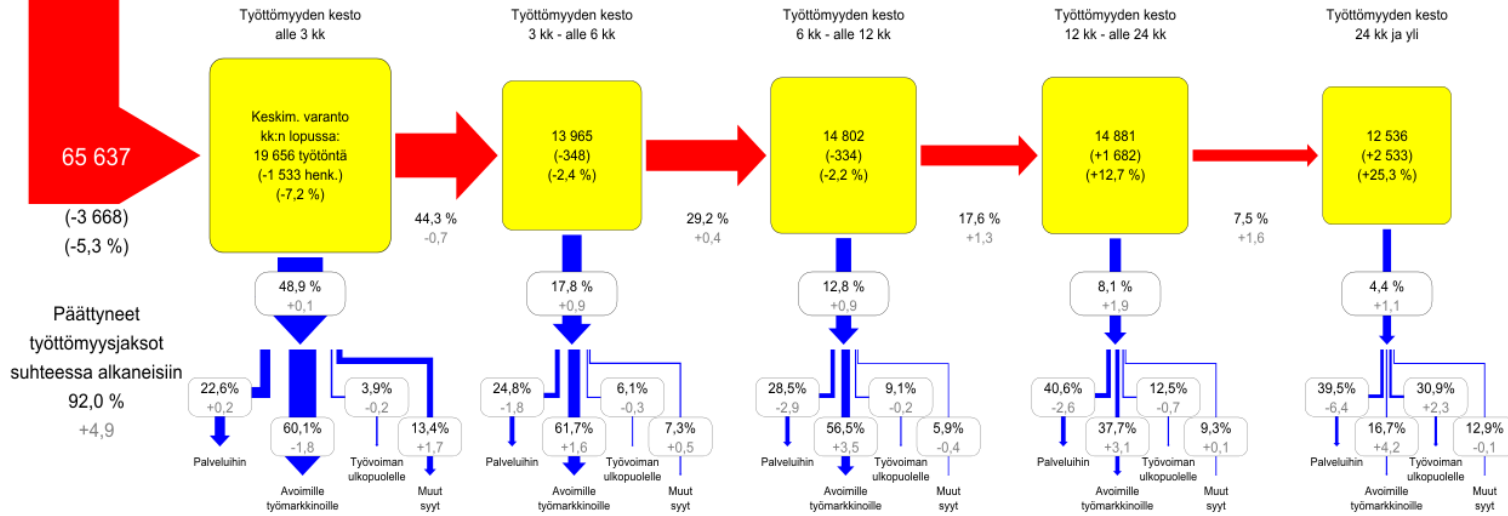 Työttömyyden kesto
alle 3 kk
Työttömyyden kesto
3 kk - alle 6 kk
Työttömyyden kesto
6 kk - alle 12 kk
Työttömyyden kesto
12 kk - alle 24 kk
Työttömyyden kesto
24 kk ja yli
65 637
(-3 668)
(-5,3 %)
Keskim. varanto
kk:n lopussa:
19 656 työtöntä
(-1 533 henk.)
(-7,2 %)
44,3 %
-0,7
13 965
(-348)
(-2,4 %)
29,2 %
+0,4
14 802
(-334)
(-2,2 %)
17,6 %
+1,3
14 881
(+1 682)
(+12,7 %)
7,5 %
+1,6
12 536
(+2 533)
(+25,3 %)
Päättyneet
työttömyysjaksot
suhteessa alkaneisiin
92,0 %
+4,9
48,9 %
+0,1
22,6%
+0,2
60,1%
-1,8
3,9%
-0,2
13,4%
+1,7
Palveluihin
Avoimille
työmarkkinoille
Työvoiman
ulkopuolelle
Muut
syyt
17,8 %
+0,9
24,8%
-1,8
61,7%
+1,6
6,1%
-0,3
7,3%
+0,5
Palveluihin
Avoimille
työmarkkinoille
Työvoiman
ulkopuolelle
Muut
syyt
12,8 %
+0,9
28,5%
-2,9
56,5%
+3,5
9,1%
-0,2
5,9%
-0,4
Palveluihin
Avoimille
työmarkkinoille
Työvoiman
ulkopuolelle
Muut
syyt
8,1 %
+1,9
40,6%
-2,6
37,7%
+3,1
12,5%
-0,7
9,3%
+0,1
Palveluihin
Avoimille
työmarkkinoille
Työvoiman
ulkopuolelle
Muut
syyt
4,4 %
+1,1
39,5%
-6,4
16,7%
+4,2
30,9%
+2,3
12,9%
-0,1
Palveluihin
Avoimille
työmarkkinoille
Työvoiman
ulkopuolelle
Muut
syyt